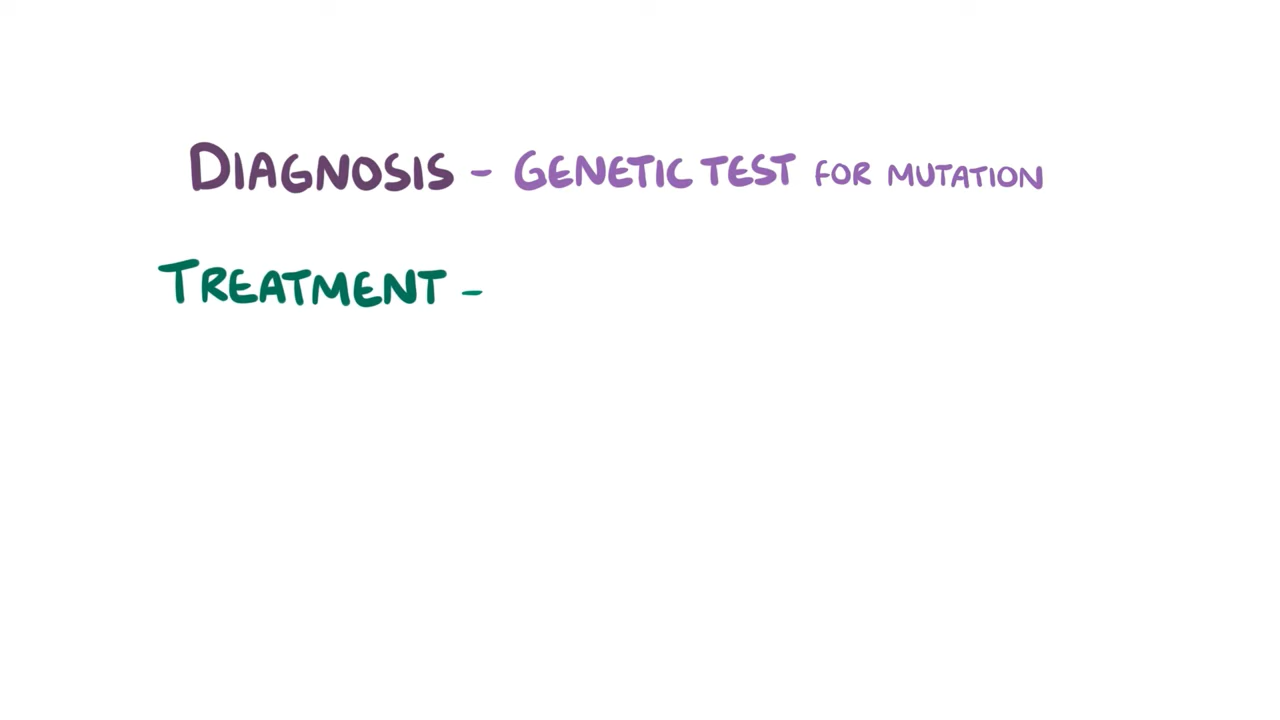 DIAGNOSIS - GENETIC TEST FOR MUTATION
TREATMENT -